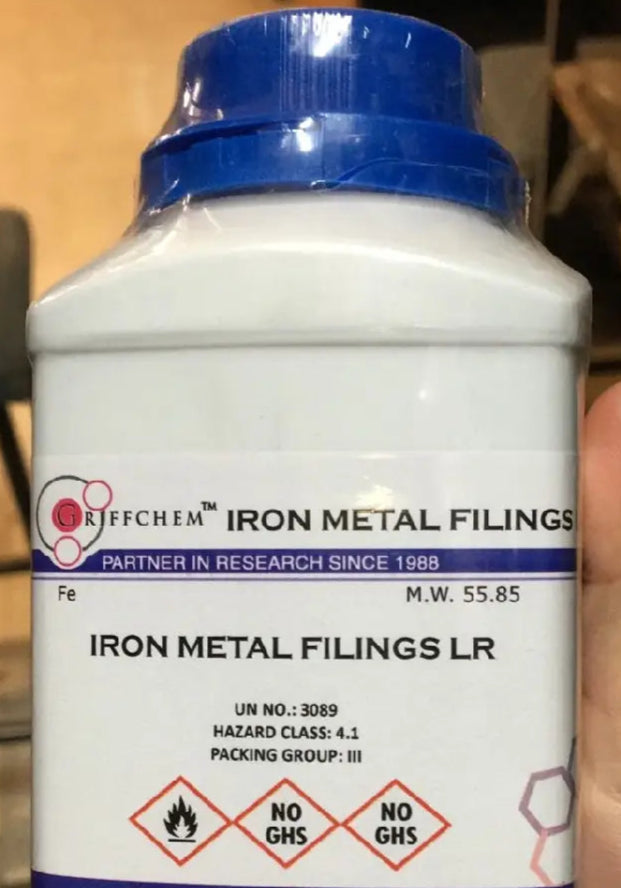 GRIFFCHEM™ IRON METAL FILINGS
PARTNER IN RESEARCH SINCE 1988
Fe M.W. 55.85
IRON METAL FILINGS LR
UN NO.: 3089
HAZARD CLASS: 4.1
PACKING GROUP: III
NO GHS NO GHS